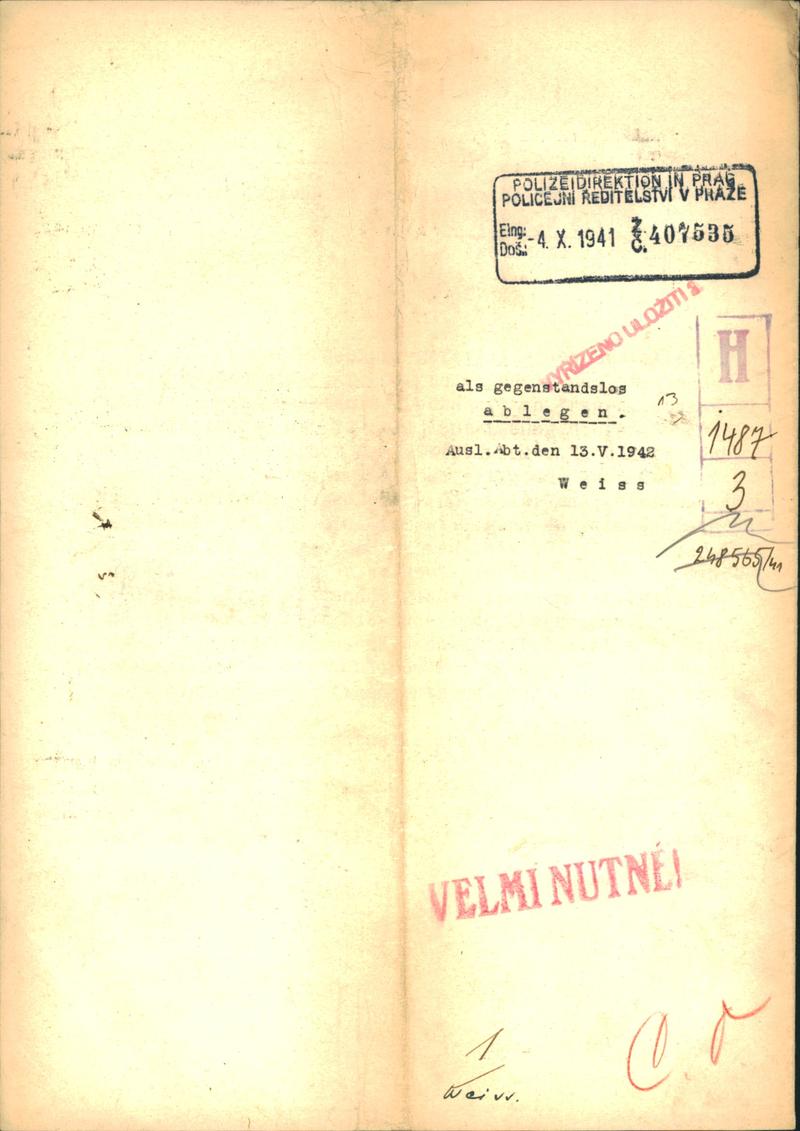 POLIZEIDIREKTION IN PRAG
POLICEJNÍ ŘEDITELSTVÍ V PRAZE
Eing:
Doš.:
-4. X. 1941
Z.
Č.
407535
VYŘÍZENO ULOŽITI
H
als gegenstandslos
ablegen.
13
1487
Ausl.Abt.den 13.V.1942
Weiss
3
248565/41
VELMI NUTNÉ!
1
Weiss.